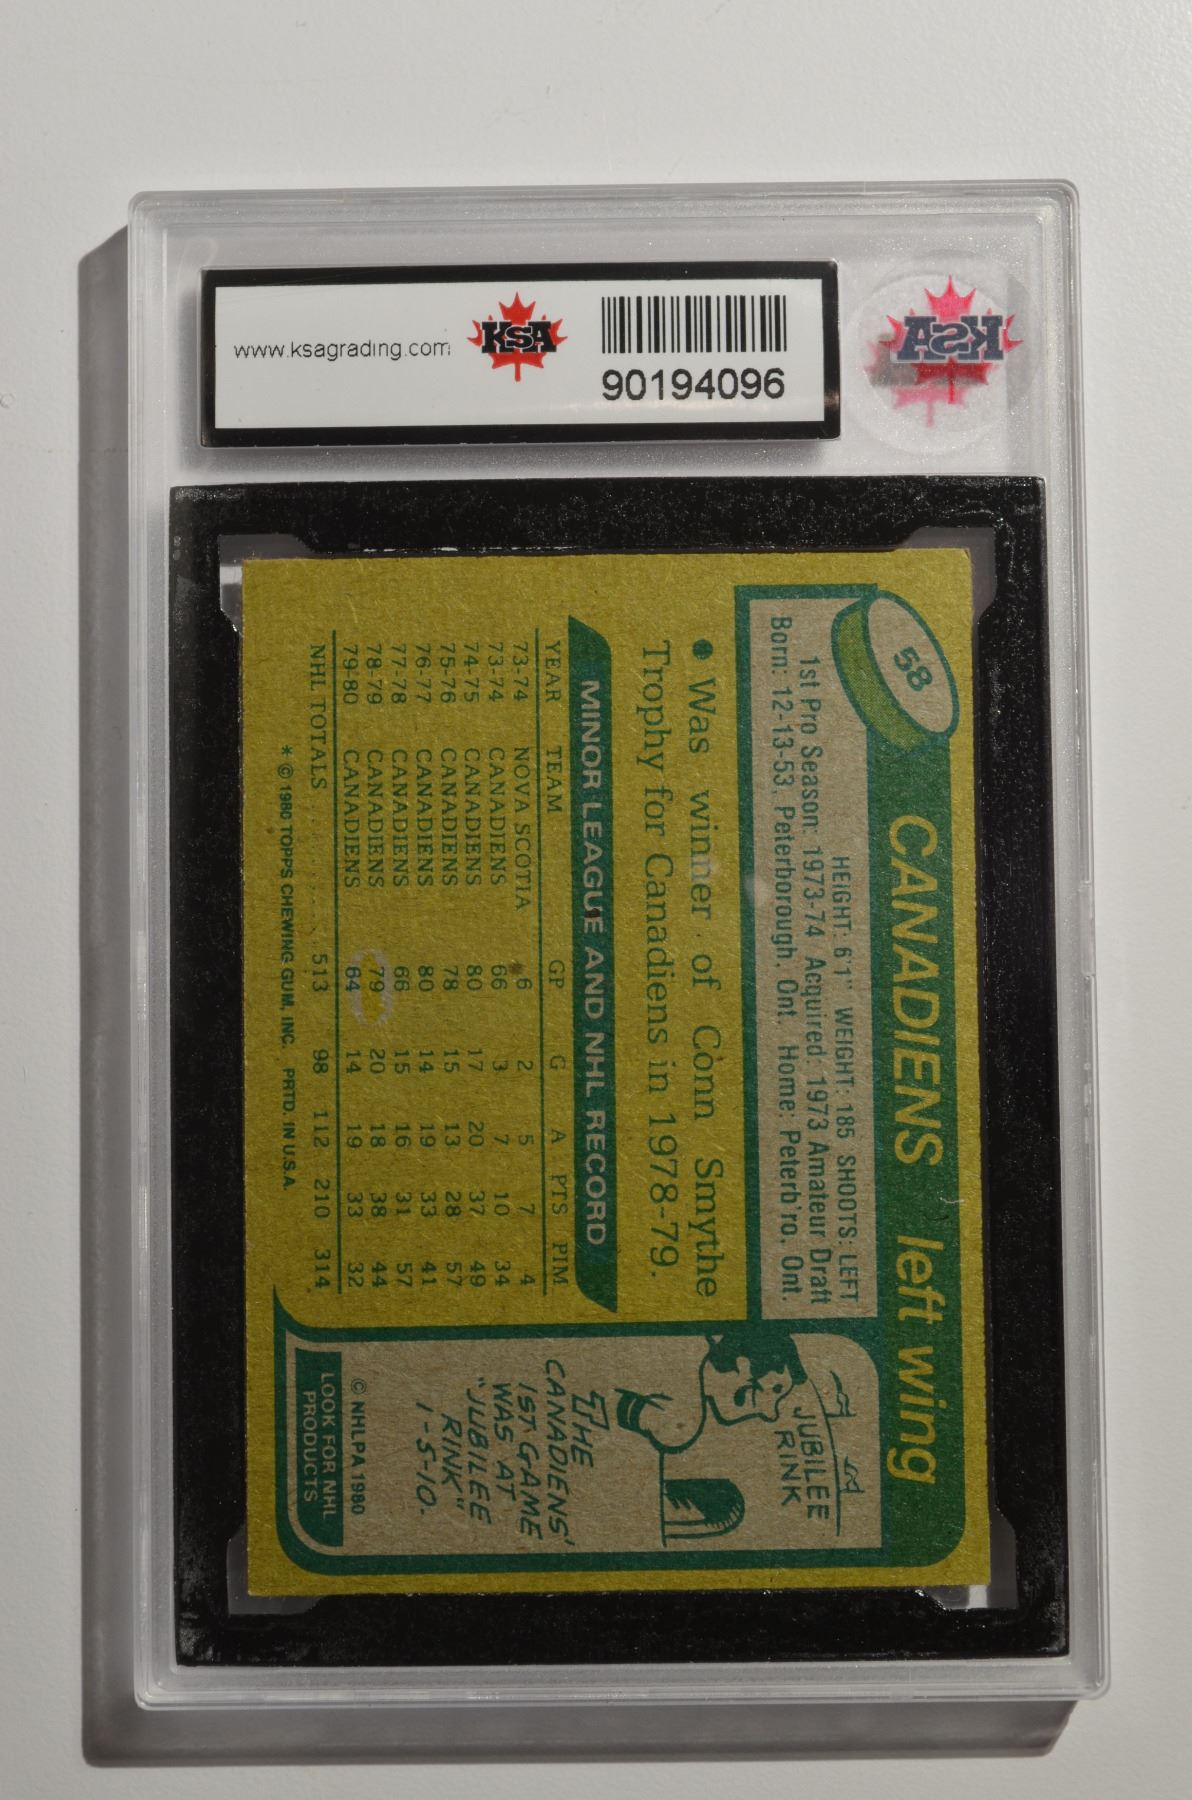 www.ksagrading.com
KSA
90194096
KSA
58
CANADIENS left wing
HEIGHT: 6'1" WEIGHT: 185 SHOOTS: LEFT
1st Pro Season: 1973-74 Acquired: 1973 Amateur Draft
Born: 12-13-53, Peterborough, Ont. Home: Peterb'ro, Ont.
• Was winner of Conn Smythe
Trophy for Canadiens in 1978-79.
MINOR LEAGUE AND NHL RECORD
YEAR TEAM GP G A PTS PIM
73-74 NOVA SCOTIA 6 2 5 7 4
73-74 CANADIENS 66 3 7 10 34
74-75 CANADIENS 80 17 20 37 49
75-76 CANADIENS 78 15 13 28 57
76-77 CANADIENS 80 14 19 33 41
77-78 CANADIENS 66 15 16 31 57
78-79 CANADIENS 79 20 18 38 44
79-80 CANADIENS 64 14 19 33 32
NHL TOTALS ........ 513 98 112 210 314
* © 1980 TOPPS CHEWING GUM, INC. PRTD. IN U.S.A.
JUBILEE
RINK
THE
CANADIENS'
1ST GAME
WAS AT
"JUBILEE
RINK"
1-5-10.
© NHLPA 1980
LOOK FOR NHL
PRODUCTS